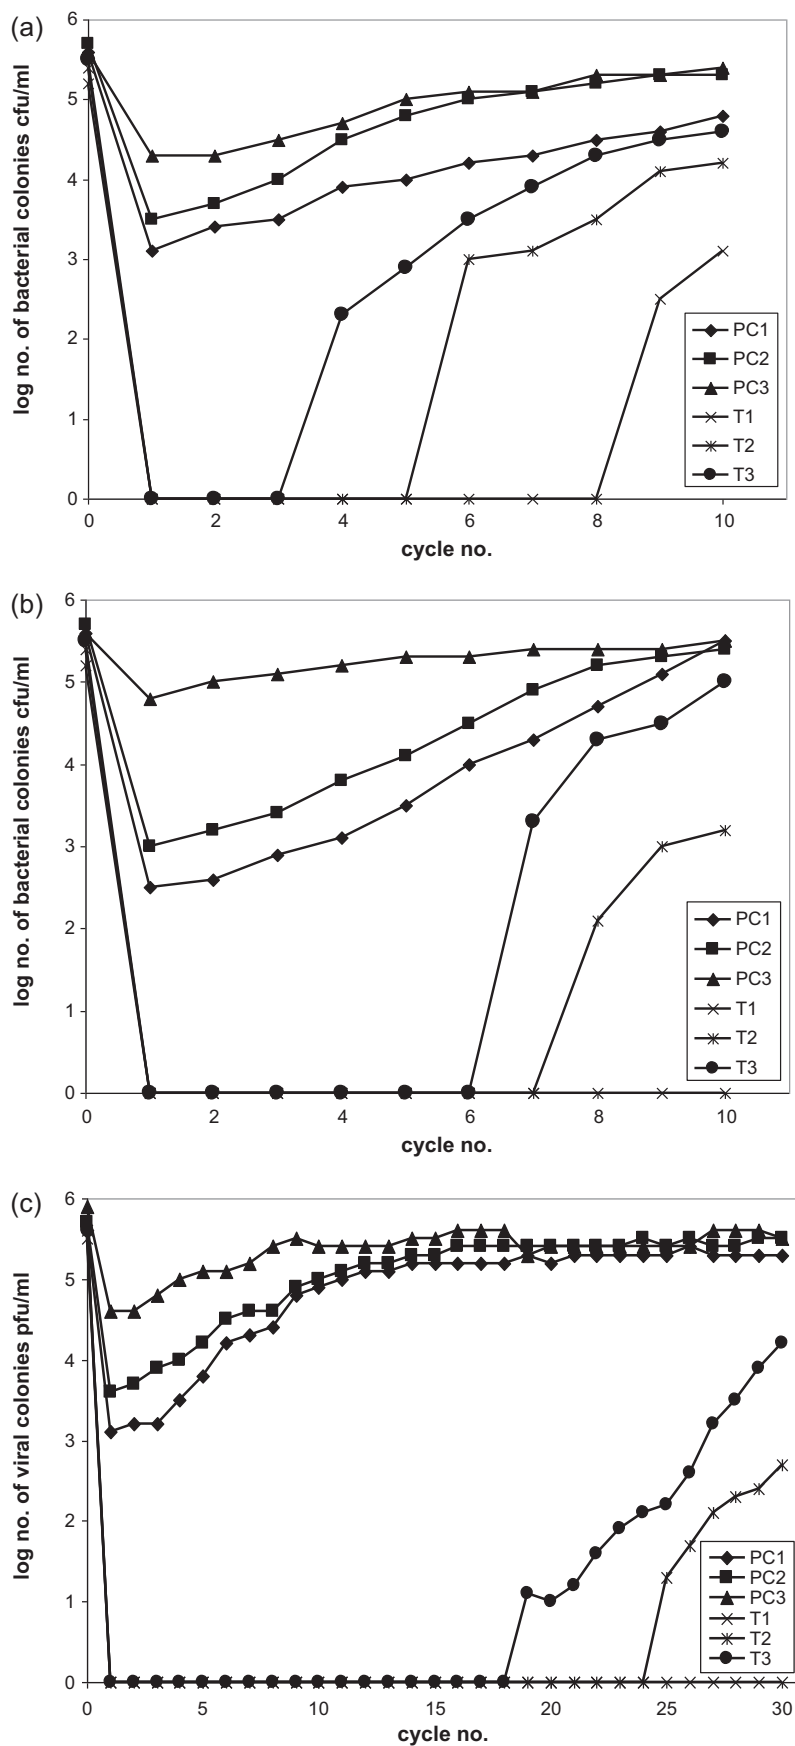 (a)
log no. of bacterial colonies cfu/ml
6
5
4
3
2
1
0
0 2 4 6 8 10
cycle no.
PC1
PC2
PC3
T1
T2
T3
(b)
log no. of bacterial colonies cfu/ml
6
5
4
3
2
1
0
0 2 4 6 8 10
cycle no.
PC1
PC2
PC3
T1
T2
T3
(c)
log no. of viral colonies pfu/ml
6
5
4
3
2
1
0
0 5 10 15 20 25 30
cycle no.
PC1
PC2
PC3
T1
T2
T3